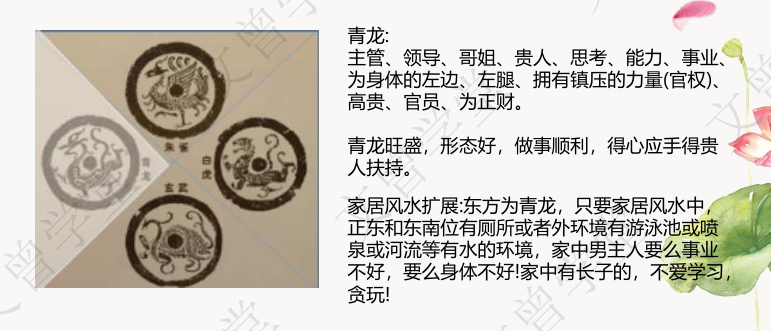 朱雀
青龙
白虎
玄武
青龙:
主管、领导、哥姐、贵人、思考、能力、事业、
为身体的左边、左腿、拥有镇压的力量(官权)、
高贵、官员、为正财。
青龙旺盛，形态好，做事顺利，得心应手得贵
人扶持。
家居风水扩展:东方为青龙，只要家居风水中，
正东和东南位有厕所或者外环境有游泳池或喷
泉或河流等有水的环境，家中男主人要么事业
不好，要么身体不好!家中有长子的，不爱学习，
贪玩!
文曾学堂